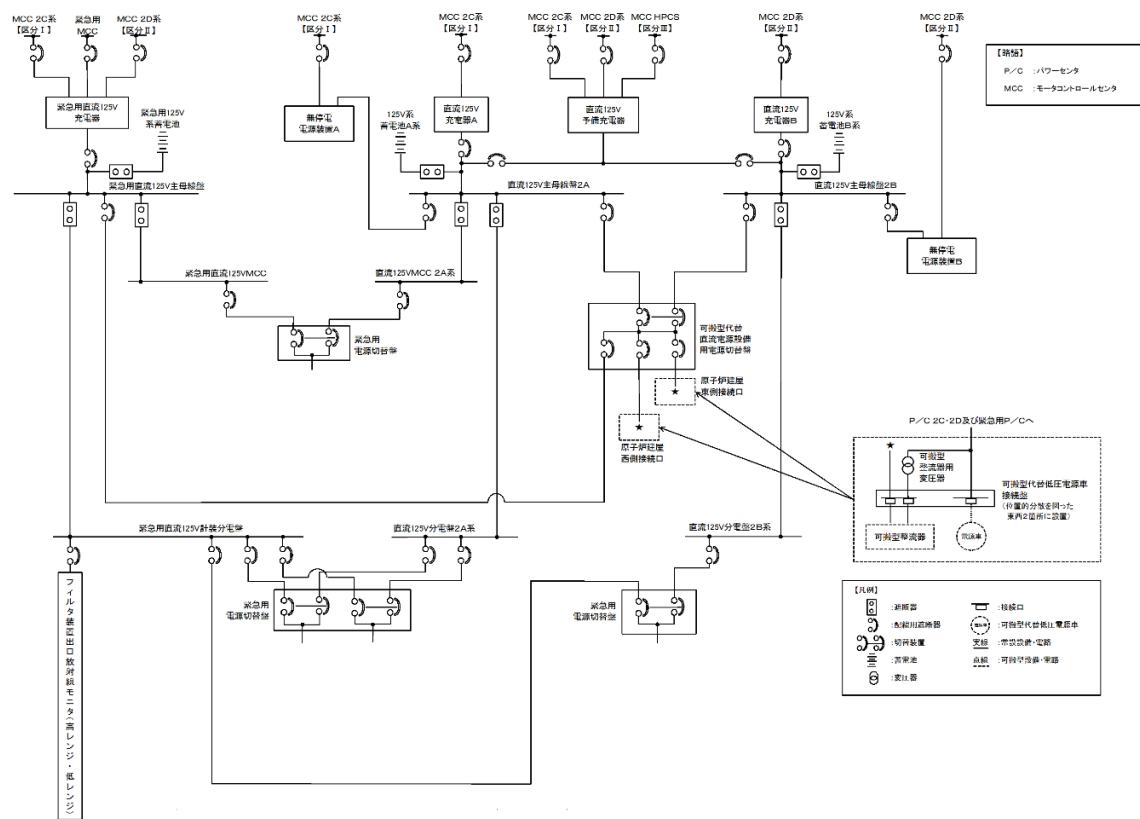 MCC 2C系
【区分Ⅰ】
緊急用
MCC
MCC 2D系
【区分Ⅱ】
MCC 2C系
【区分Ⅰ】
MCC 2C系
【区分Ⅰ】
MCC 2C系
【区分Ⅰ】
MCC 2D系
【区分Ⅱ】
MCC HPCS
【区分Ⅲ】
MCC 2D系
【区分Ⅱ】
MCC 2D系
【区分Ⅱ】
【略語】
P/C :パワーセンタ
MCC :モータコントロールセンタ
緊急用直流125V
充電器
緊急用125V
系蓄電池
無停電
電源装置A
125V系
蓄電池A系
直流125V
充電器A
直流125V
予備充電器
直流125V
充電器B
125V系
蓄電池B系
緊急用直流125V主母線盤
直流125V主母線盤2A
直流125V主母線盤2B
無停電
電源装置B
緊急用直流125VMCC
直流125VMCC 2A系
緊急用
電源切替盤
可搬型代替
直流電源設備
用電源切替盤
原子炉建屋
東側接続口
★
★
原子炉建屋
西側接続口
P/C 2C・2D及び緊急用P/Cへ
★
可搬型
整流器用
変圧器
可搬型代替低圧電源車
接続盤
(位置的分散を図った
東西2箇所に設置)
可搬型整流器
電源車
緊急用直流125V計装分電盤
直流125V分電盤2A系
直流125V分電盤2B系
緊急用
電源切替盤
緊急用
電源切替盤
フィルタ装置出口放射線モニタ(高レンジ・低レンジ)
【凡例】
:遮断器
:配線用遮断器
:切替装置
:蓄電池
:変圧器
:接続口
電源車 :可搬型代替低圧電源車
実線 :常設設備・電路
点線 :可搬型設備・電路